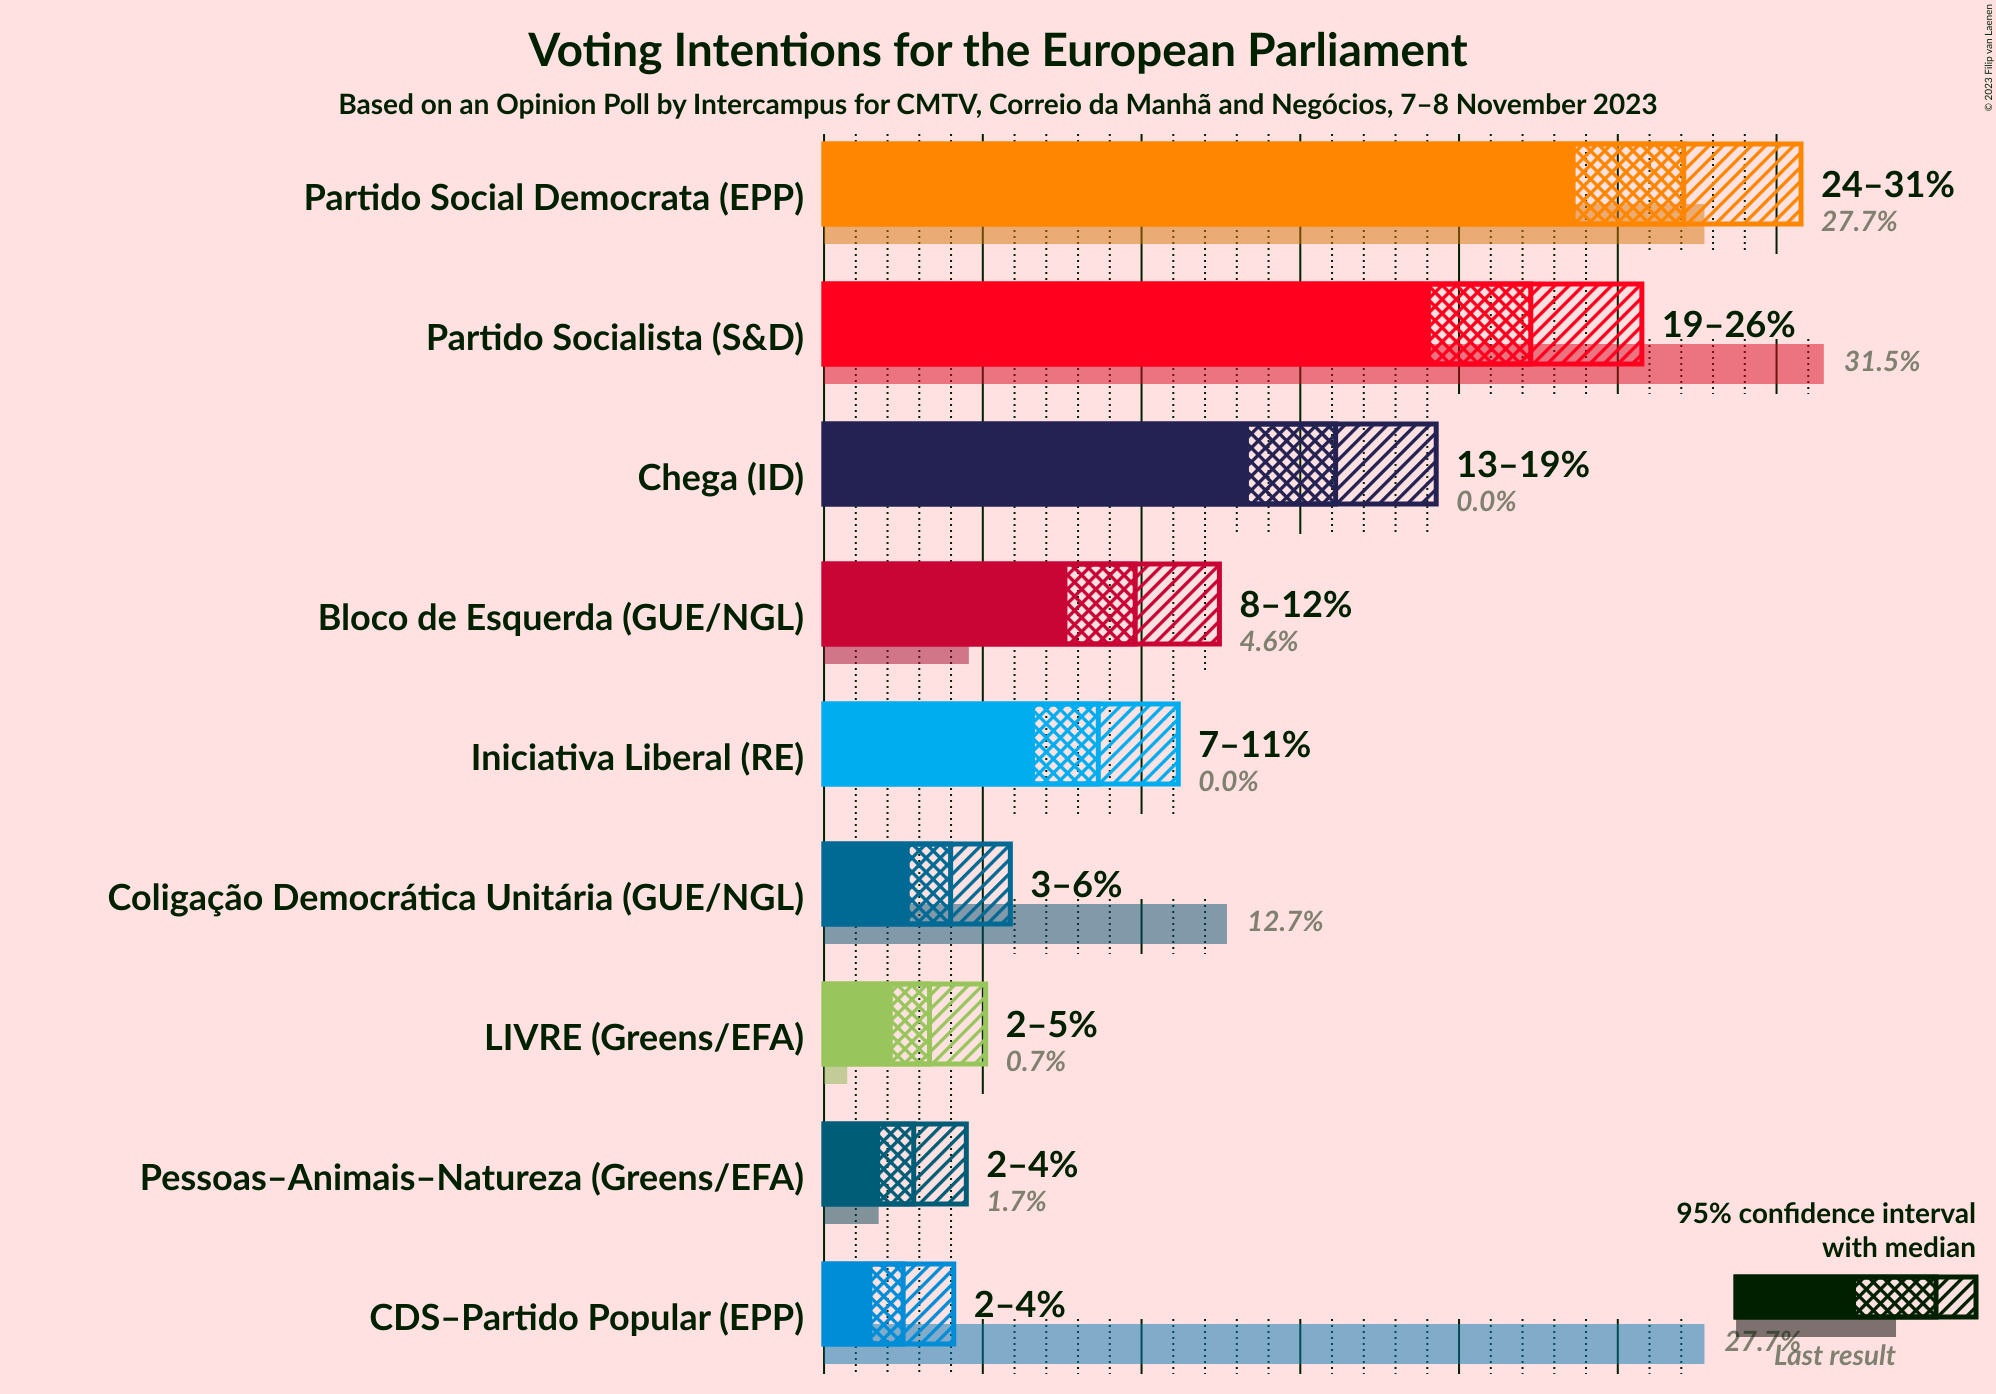 © 2023 Filip van Laenen
Voting Intentions for the European Parliament
Based on an Opinion Poll by Intercampus for CMTV, Correio da Manhã and Negócios, 7–8 November 2023
Partido Social Democrata (EPP)
24–31%
27.7%
Partido Socialista (S&D)
19–26%
31.5%
Chega (ID)
13–19%
0.0%
Bloco de Esquerda (GUE/NGL)
8–12%
4.6%
Iniciativa Liberal (RE)
7–11%
0.0%
Coligação Democrática Unitária (GUE/NGL)
3–6%
12.7%
LIVRE (Greens/EFA)
2–5%
0.7%
Pessoas–Animais–Natureza (Greens/EFA)
2–4%
1.7%
CDS–Partido Popular (EPP)
2–4%
27.7%
95% confidence interval
with median
Last result